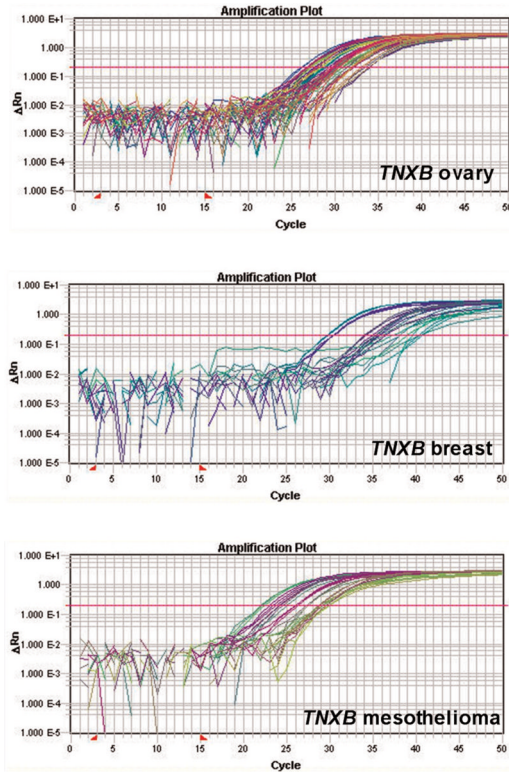 Amplification Plot
1.000 E+1
1.000
1.000 E-1
1.000 E-2
1.000 E-3
1.000 E-4
1.000 E-5
ΔRn
TNXB ovary
0 5 10 15 20 25 30 35 40 45 50
Cycle
Amplification Plot
1.000 E+1
1.000
1.000 E-1
1.000 E-2
1.000 E-3
1.000 E-4
1.000 E-5
ΔRn
TNXB breast
0 5 10 15 20 25 30 35 40 45 50
Cycle
Amplification Plot
1.000 E+1
1.000
1.000 E-1
1.000 E-2
1.000 E-3
1.000 E-4
1.000 E-5
ΔRn
TNXB mesothelioma
0 5 10 15 20 25 30 35 40 45 50
Cycle